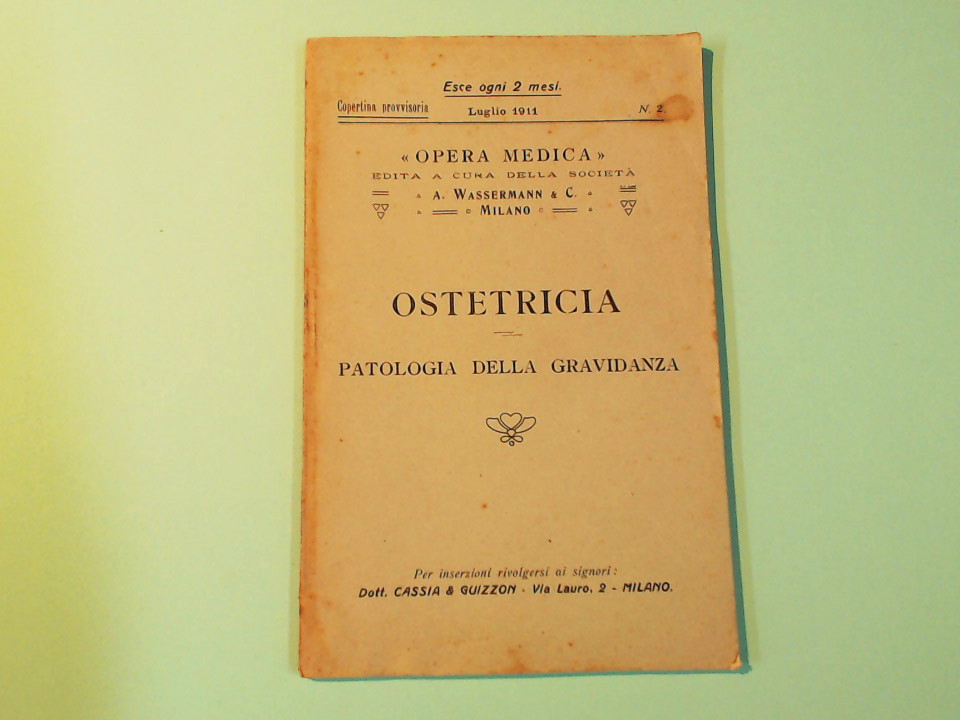 Esce ogni 2 mesi.
Copertina provvisoria Luglio 1911 N. 2.
« OPERA MEDICA »
EDITA A CURA DELLA SOCIETÀ
A. WASSERMANN & C.
MILANO
OSTETRICIA
PATOLOGIA DELLA GRAVIDANZA
Per inserzioni rivolgersi ai signori :
Dott. CASSIA & GUIZZON - Via Lauro, 2 - MILANO.